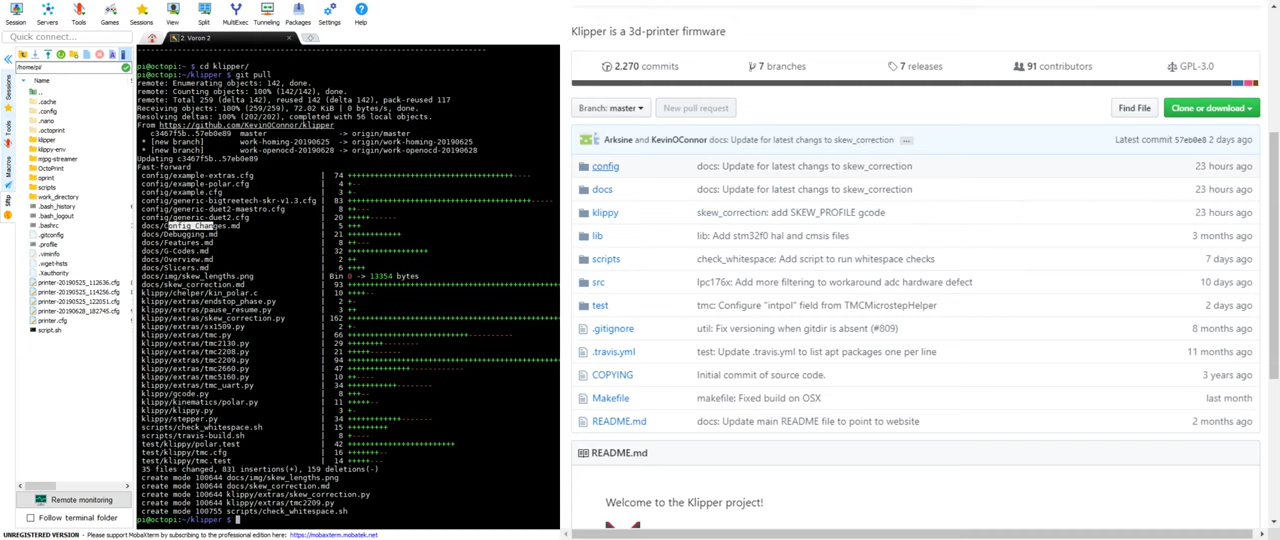 Session Servers Tools Games Sessions View Split MultiExec Tunneling Packages Settings Help
Quick connect...
2. Voron 2
/home/pi/
Name
..
.cache
.config
.nano
.octoprint
klipper
klippy-env
mjpg-streamer
OctoPrint
oprint
scripts
work_directory
.bash_history
.bash_logout
.bashrc
.gitconfig
.profile
.viminfo
.wget-hsts
.Xauthority
printer-20190525_112636.cfg
printer-20190525_114256.cfg
printer-20190525_122051.cfg
printer-20190628_182745.cfg
printer.cfg
script.sh
Sessions
Tools
Macros
Sftp
Remote monitoring
Follow terminal folder
pi@octopi:~ $ cd klipper/
pi@octopi:~/klipper $ git pull
remote: Enumerating objects: 142, done.
remote: Counting objects: 100% (142/142), done.
remote: Total 259 (delta 142), reused 142 (delta 142), pack-reused 117
Receiving objects: 100% (259/259), 72.02 KiB | 0 bytes/s, done.
Resolving deltas: 100% (202/202), completed with 56 local objects.
From https://github.com/KevinOConnor/klipper
c3467f5b..57eb0e89 master -> origin/master
* [new branch] work-homing-20190625 -> origin/work-homing-20190625
* [new branch] work-openocd-20190628 -> origin/work-openocd-20190628
Updating c3467f5b..57eb0e89
Fast-forward
config/example-extras.cfg | 74
config/example-polar.cfg | 4 +--
config/example.cfg | 3 +-
config/generic-bigtreetech-skr-v1.3.cfg | 83
config/generic-duet2-maestro.cfg | 8 ++--
config/generic-duet2.cfg | 20 +++++------
docs/Config_Changes.md | 5 +++
docs/Debugging.md | 21
docs/Features.md | 8 ++--
docs/G-Codes.md | 32
docs/Overview.md | 2 ++
docs/Slicers.md | 6 ++++
docs/img/skew_lengths.png | Bin 0 -> 13354 bytes
docs/skew_correction.md | 93
klippy/chelper/kin_polar.c | 10 ++++--
klippy/extras/endstop_phase.py | 2 +-
klippy/extras/pause_resume.py | 3 ++
klippy/extras/skew_correction.py | 162
klippy/extras/sx1509.py | 2 +-
klippy/extras/tmc.py | 66
klippy/extras/tmc2130.py | 29
klippy/extras/tmc2208.py | 21
klippy/extras/tmc2209.py | 94
klippy/extras/tmc2660.py | 47
klippy/extras/tmc5160.py | 10 ++---
klippy/extras/tmc_uart.py | 34
klippy/gcode.py | 8 +++-
klippy/kinematics/polar.py | 11 +++++--
klippy/klippy.py | 3 +-
klippy/stepper.py | 34
scripts/check_whitespace.sh | 15
scripts/travis-build.sh | 8 +----
test/klippy/polar.test | 42
test/klippy/tmc.cfg | 16
test/klippy/tmc.test | 14
35 files changed, 831 insertions(+), 159 deletions(-)
create mode 100644 docs/img/skew_lengths.png
create mode 100644 docs/skew_correction.md
create mode 100644 klippy/extras/skew_correction.py
create mode 100644 klippy/extras/tmc2209.py
create mode 100755 scripts/check_whitespace.sh
pi@octopi:~/klipper $
UNREGISTERED VERSION - Please support MobaXterm by subscribing to the professional edition here: https://mobaxterm.mobatek.net
Klipper is a 3d-printer firmware
2,270 commits 7 branches 7 releases 91 contributors GPL-3.0
Branch: master New pull request Find File Clone or download
Arksine and KevinOConnor docs: Update for latest changs to skew_correction ... Latest commit 57eb0e8 2 days ago
config docs: Update for latest changs to skew_correction 23 hours ago
docs docs: Update for latest changs to skew_correction 23 hours ago
klippy skew_correction: add SKEW_PROFILE gcode 23 hours ago
lib lib: Add stm32f0 hal and cmsis files 3 months ago
scripts check_whitespace: Add script to run whitespace checks 7 days ago
src lpc176x: Add more filtering to workaround adc hardware defect 10 days ago
test tmc: Configure "intpol" field from TMCMicrostepHelper 2 days ago
.gitignore util: Fix versioning when gitdir is absent (#809) 9 months ago
.travis.yml test: Update .travis.yml to list apt packages one per line 11 months ago
COPYING Initial commit of source code. 3 years ago
Makefile makefile: Fixed build on OSX last month
README.md docs: Update main README file to point to website 2 months ago
README.md
Welcome to the Klipper project!